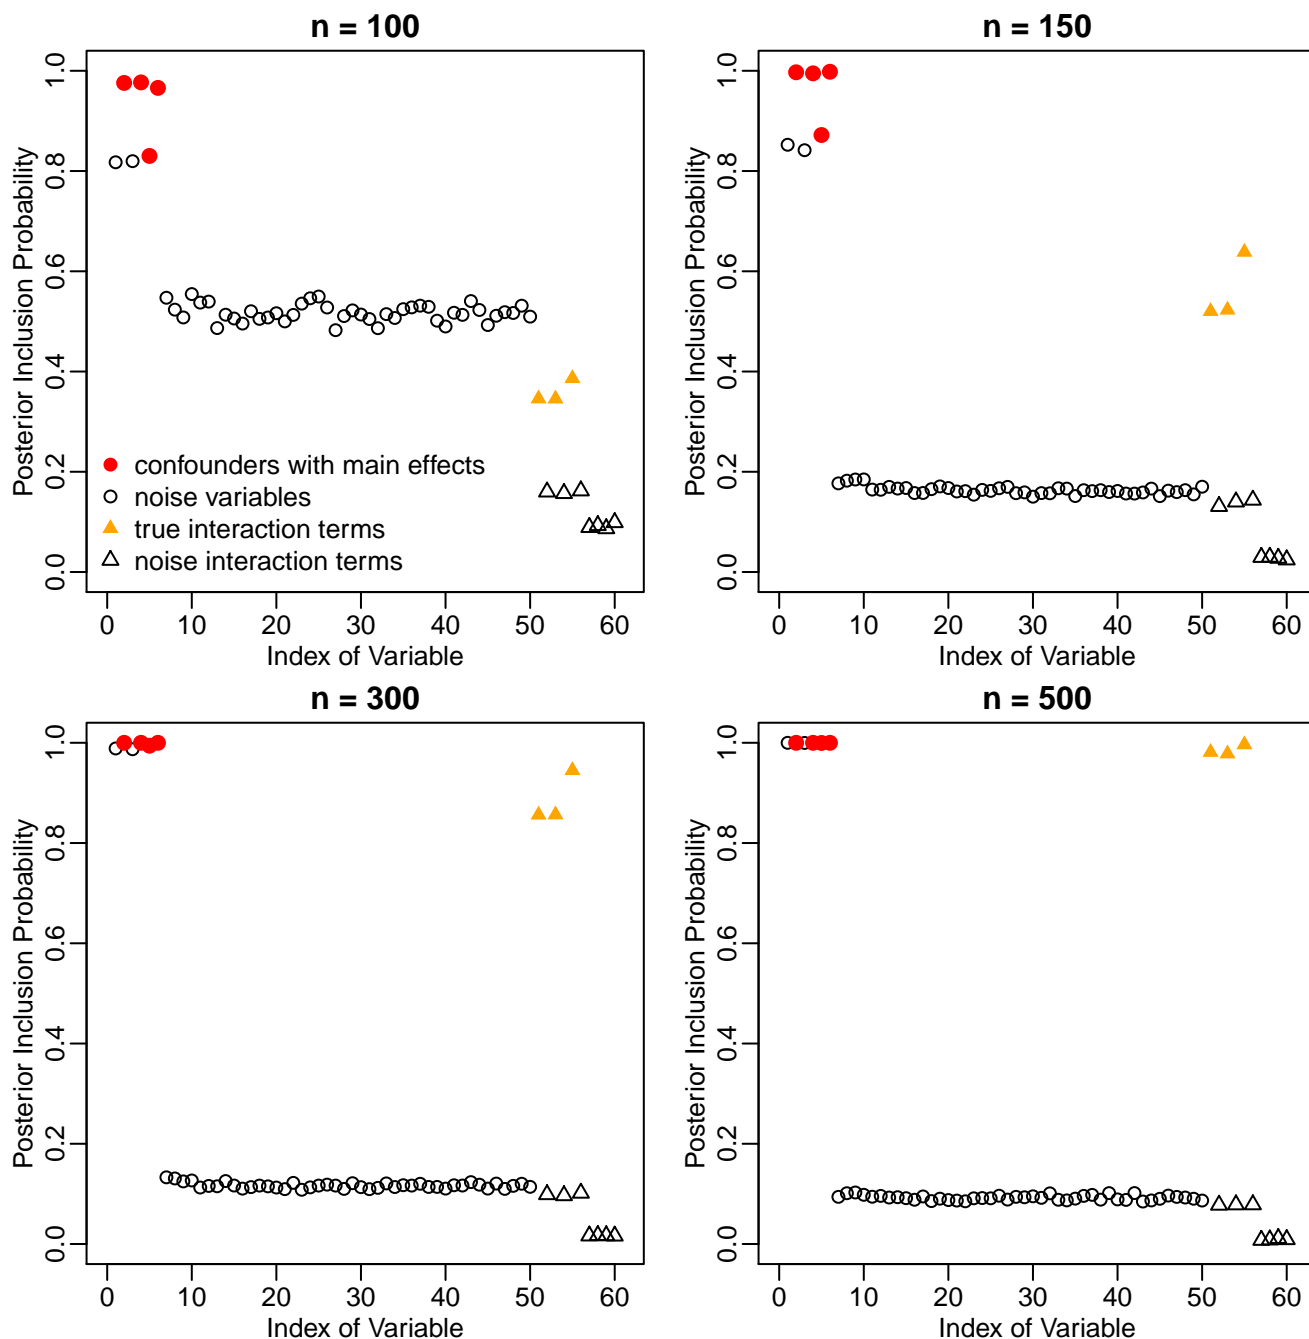 n = 100
Posterior Inclusion Probability
1.0
0.8
0.6
0.4
0.2
0.0
confounders with main effects
noise variables
true interaction terms
noise interaction terms
0 10 20 30 40 50 60
Index of Variable
n = 150
Posterior Inclusion Probability
1.0
0.8
0.6
0.4
0.2
0.0
0 10 20 30 40 50 60
Index of Variable
n = 300
Posterior Inclusion Probability
1.0
0.8
0.6
0.4
0.2
0.0
0 10 20 30 40 50 60
Index of Variable
n = 500
Posterior Inclusion Probability
1.0
0.8
0.6
0.4
0.2
0.0
0 10 20 30 40 50 60
Index of Variable